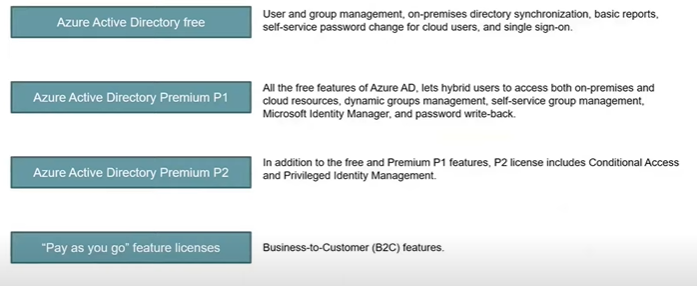 Azure Active Directory free
User and group management, on-premises directory synchronization, basic reports,
self-service password change for cloud users, and single sign-on.
Azure Active Directory Premium P1
All the free features of Azure AD, lets hybrid users to access both on-premises and
cloud resources, dynamic groups management, self-service group management,
Microsoft Identity Manager, and password write-back.
Azure Active Directory Premium P2
In addition to the free and Premium P1 features, P2 license includes Conditional Access
and Privileged Identity Management.
"Pay as you go" feature licenses
Business-to-Customer (B2C) features.